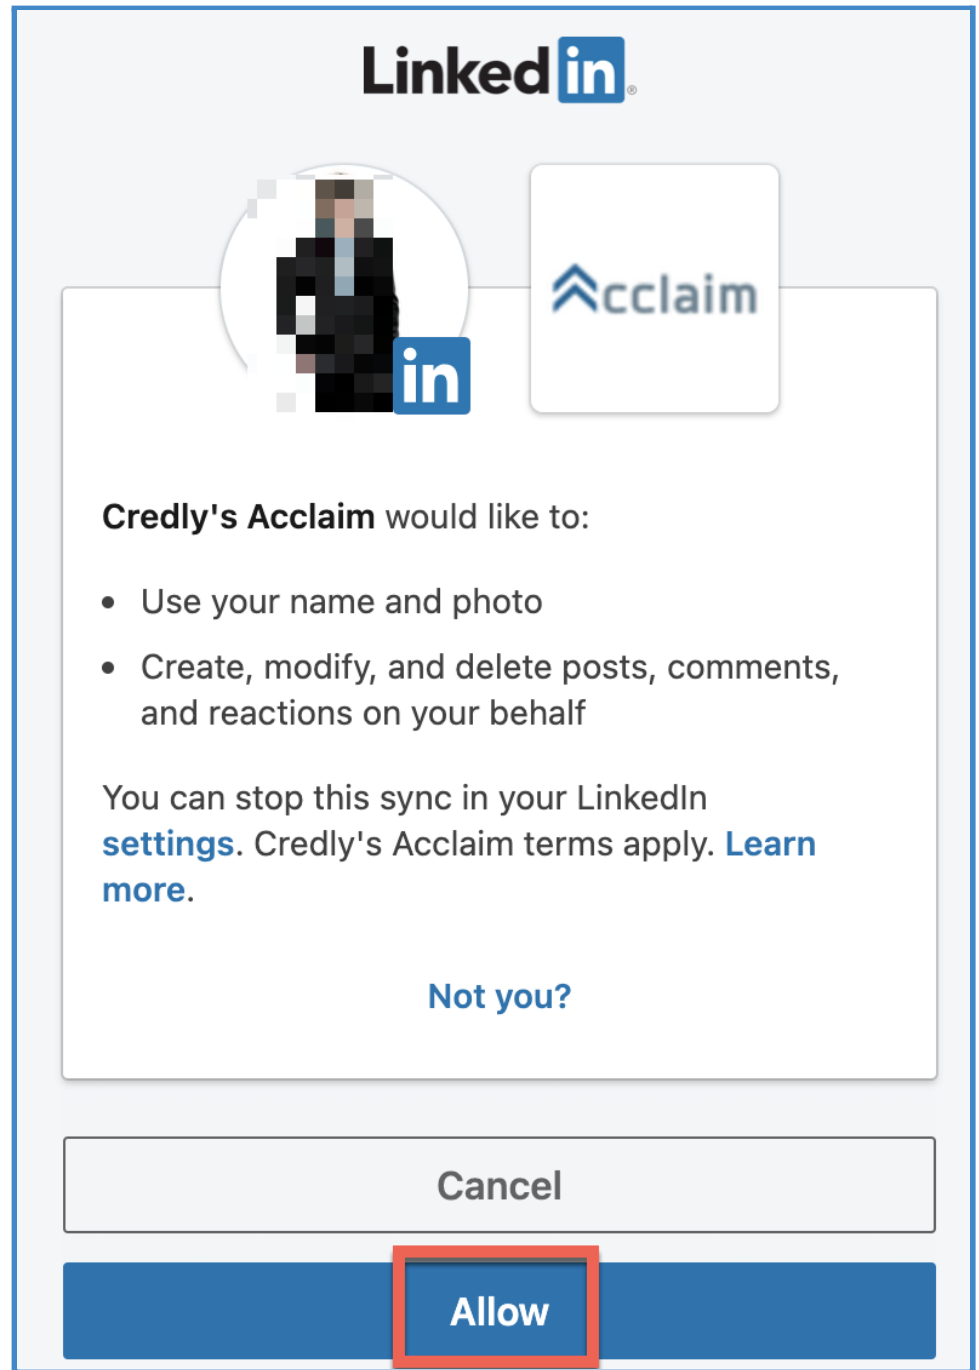 Linked in®
in
Acclaim
Credly's Acclaim would like to:
• Use your name and photo
• Create, modify, and delete posts, comments,
and reactions on your behalf
You can stop this sync in your LinkedIn
settings. Credly's Acclaim terms apply. Learn
more.
Not you?
Cancel
Allow